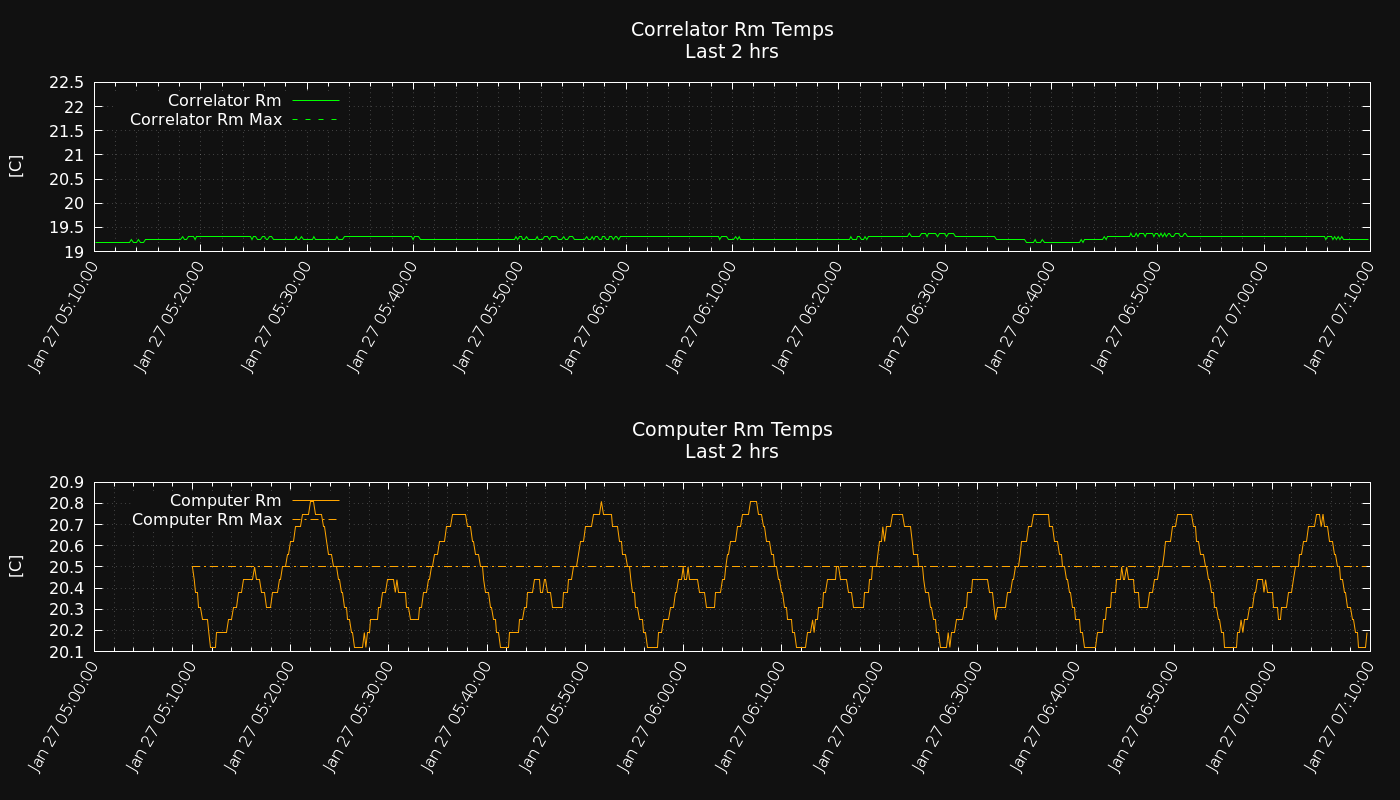 Correlator Rm Temps
Last 2 hrs
22.5
22
21.5
21
20.5
20
19.5
19
[C]
Correlator Rm
Correlator Rm Max
Jan 27 05:10:00
Jan 27 05:20:00
Jan 27 05:30:00
Jan 27 05:40:00
Jan 27 05:50:00
Jan 27 06:00:00
Jan 27 06:10:00
Jan 27 06:20:00
Jan 27 06:30:00
Jan 27 06:40:00
Jan 27 06:50:00
Jan 27 07:00:00
Jan 27 07:10:00
Computer Rm Temps
Last 2 hrs
20.9
20.8
20.7
20.6
20.5
20.4
20.3
20.2
20.1
[C]
Computer Rm
Computer Rm Max
Jan 27 05:00:00
Jan 27 05:10:00
Jan 27 05:20:00
Jan 27 05:30:00
Jan 27 05:40:00
Jan 27 05:50:00
Jan 27 06:00:00
Jan 27 06:10:00
Jan 27 06:20:00
Jan 27 06:30:00
Jan 27 06:40:00
Jan 27 06:50:00
Jan 27 07:00:00
Jan 27 07:10:00